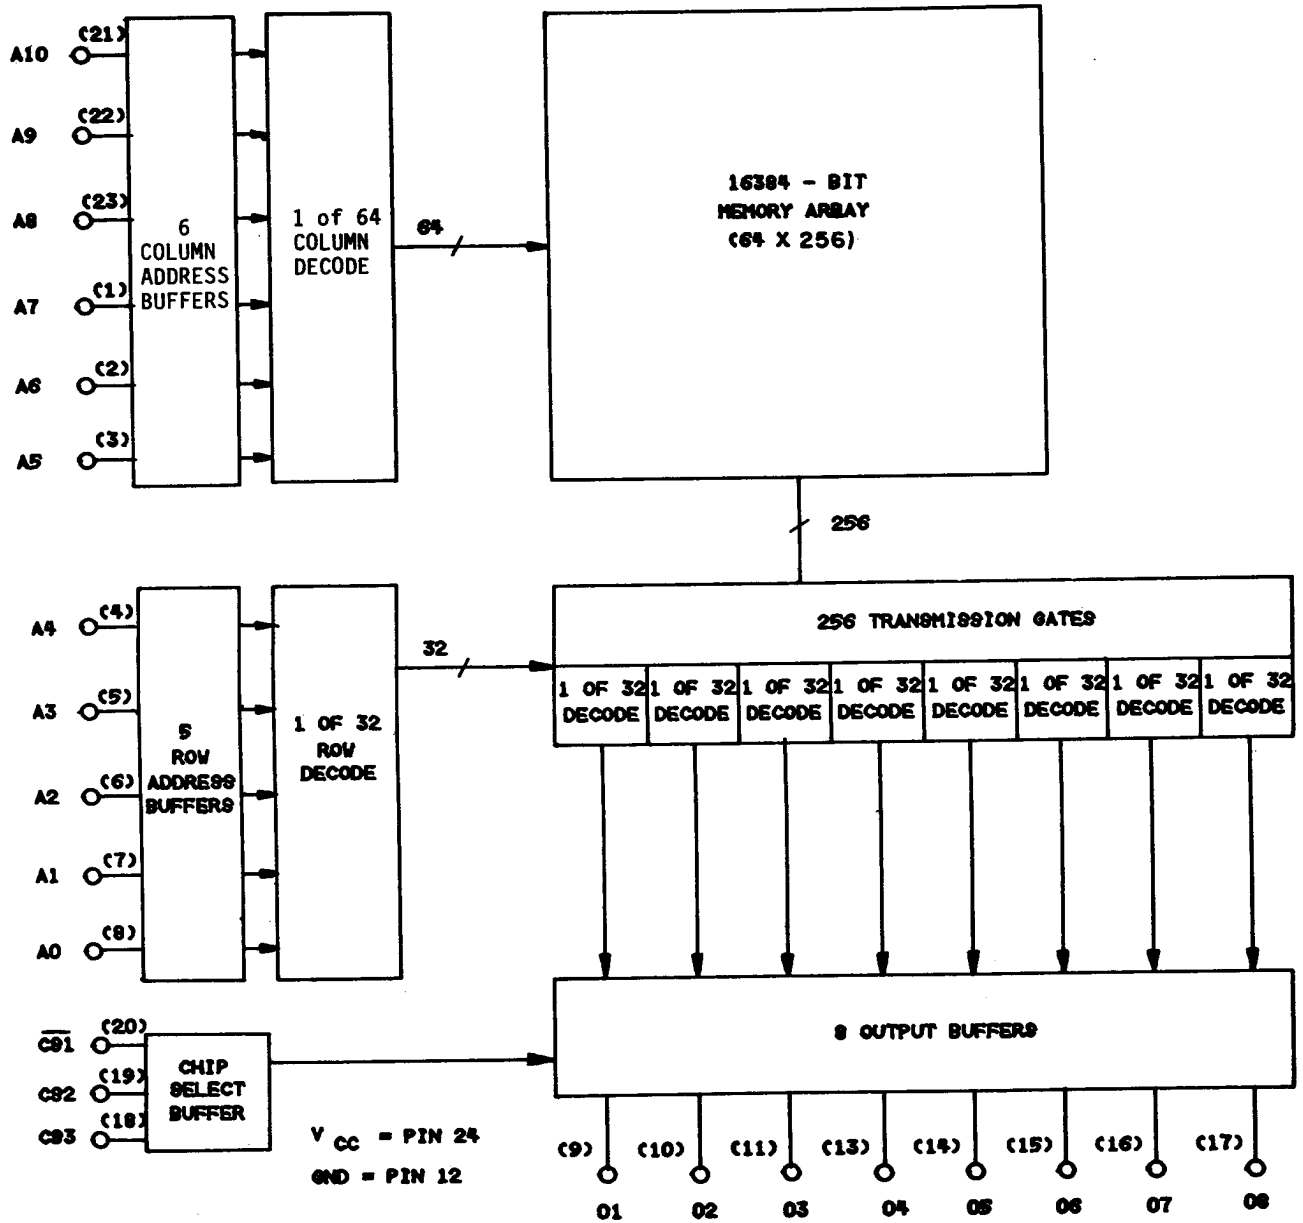 A10 (21)
A9 (22)
A8 (23)
A7 (1)
A6 (2)
A5 (3)
6
COLUMN
ADDRESS
BUFFERS
1 of 64
COLUMN
DECODE
64
16384 - BIT
MEMORY ARRAY
(64 X 256)
256
A4 (4)
A3 (5)
A2 (6)
A1 (7)
A0 (8)
5
ROW
ADDRESS
BUFFERS
1 OF 32
ROW
DECODE
32
256 TRANSMISSION GATES
1 OF 32 1 OF 32 1 OF 32 1 OF 32 1 OF 32 1 OF 32 1 OF 32 1 OF 32
DECODE DECODE DECODE DECODE DECODE DECODE DECODE DECODE
8 OUTPUT BUFFERS
C̅S̅1̅ (20)
CS2 (19)
CS3 (18)
CHIP
SELECT
BUFFER
V CC = PIN 24
GND = PIN 12
(9) (10) (11) (13) (14) (15) (16) (17)
O1 O2 O3 O4 O5 O6 O7 O8